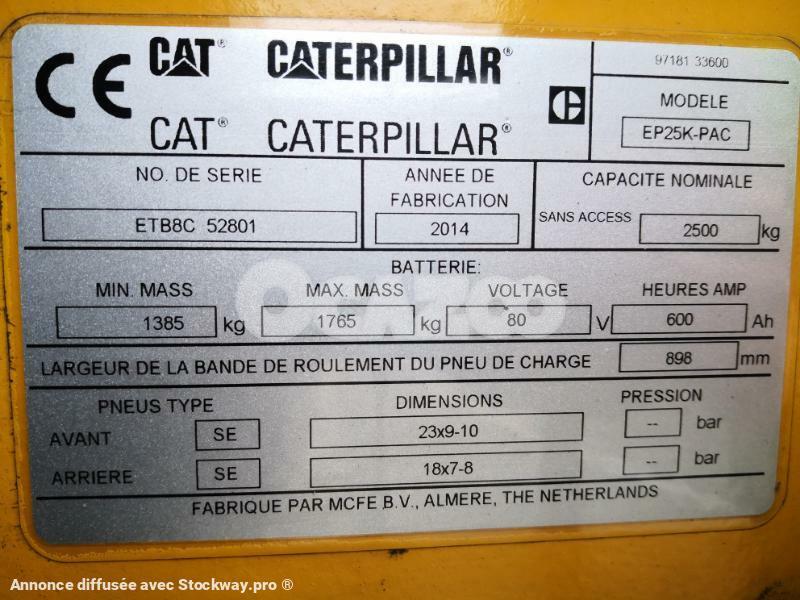 CE CAT® CATERPILLAR®
CAT® CATERPILLAR®
97181 33600
MODELE
EP25K-PAC
NO. DE SERIE
ETB8C 52801
ANNEE DE
FABRICATION
2014
CAPACITE NOMINALE
SANS ACCESS 2500 kg
BATTERIE:
MIN. MASS MAX. MASS VOLTAGE HEURES AMP
1385 kg 1765 kg 80 V 600 Ah
LARGEUR DE LA BANDE DE ROULEMENT DU PNEU DE CHARGE 898 mm
PNEUS TYPE DIMENSIONS PRESSION
AVANT SE 23x9-10 -- bar
ARRIERE SE 18x7-8 -- bar
FABRIQUE PAR MCFE B.V., ALMERE, THE NETHERLANDS
Annonce diffusée avec Stockway.pro ®